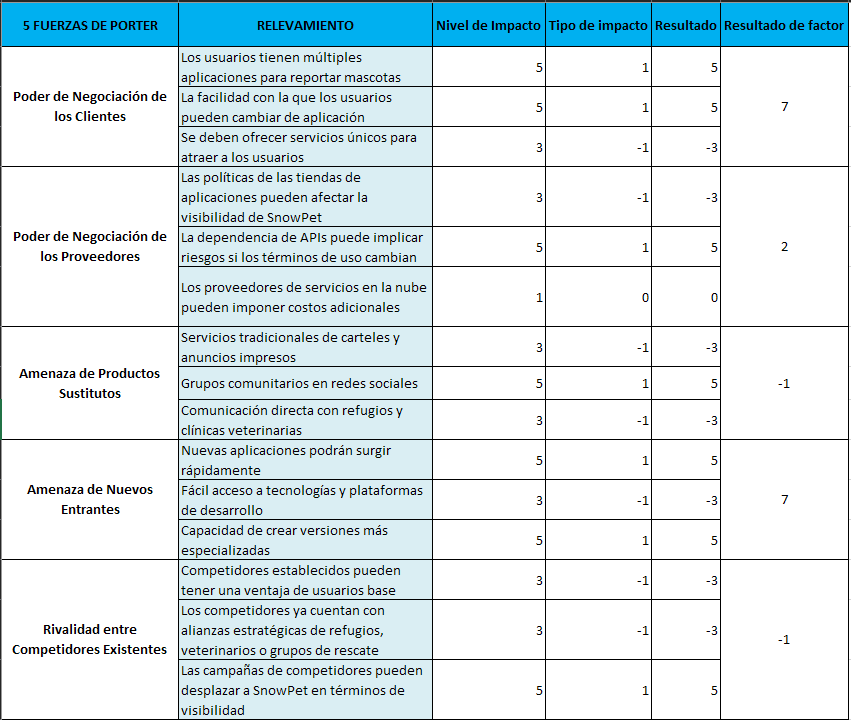 5 FUERZAS DE PORTER RELEVAMIENTO Nivel de Impacto Tipo de impacto Resultado Resultado de factor
Poder de Negociación de
los Clientes
Los usuarios tienen múltiples
aplicaciones para reportar mascotas
5 1 5
La facilidad con la que los usuarios
pueden cambiar de aplicación
5 1 5
Se deben ofrecer servicios únicos para
atraer a los usuarios
3 -1 -3
7
Poder de Negociación de
los Proveedores
Las políticas de las tiendas de
aplicaciones pueden afectar la
visibilidad de SnowPet
3 -1 -3
La dependencia de APIs puede implicar
riesgos si los términos de uso cambian
5 1 5
Los proveedores de servicios en la nube
pueden imponer costos adicionales
1 0 0
2
Amenaza de Productos
Sustitutos
Servicios tradicionales de carteles y
anuncios impresos
3 -1 -3
Grupos comunitarios en redes sociales
5 1 5
Comunicación directa con refugios y
clínicas veterinarias
3 -1 -3
-1
Amenaza de Nuevos
Entrantes
Nuevas aplicaciones podrán surgir
rápidamente
5 1 5
Fácil acceso a tecnologías y plataformas
de desarrollo
3 -1 -3
Capacidad de crear versiones más
especializadas
5 1 5
7
Rivalidad entre
Competidores Existentes
Competidores establecidos pueden
tener una ventaja de usuarios base
3 -1 -3
Los competidores ya cuentan con
alianzas estratégicas de refugios,
veterinarios o grupos de rescate
3 -1 -3
Las campañas de competidores pueden
desplazar a SnowPet en términos de
visibilidad
5 1 5
-1